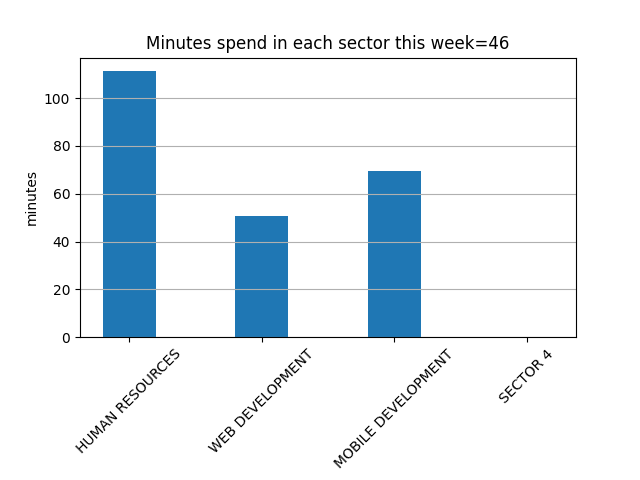 Minutes spend in each sector this week=46
100
80
60
40
20
0
minutes
HUMAN RESOURCES
WEB DEVELOPMENT
MOBILE DEVELOPMENT
SECTOR 4